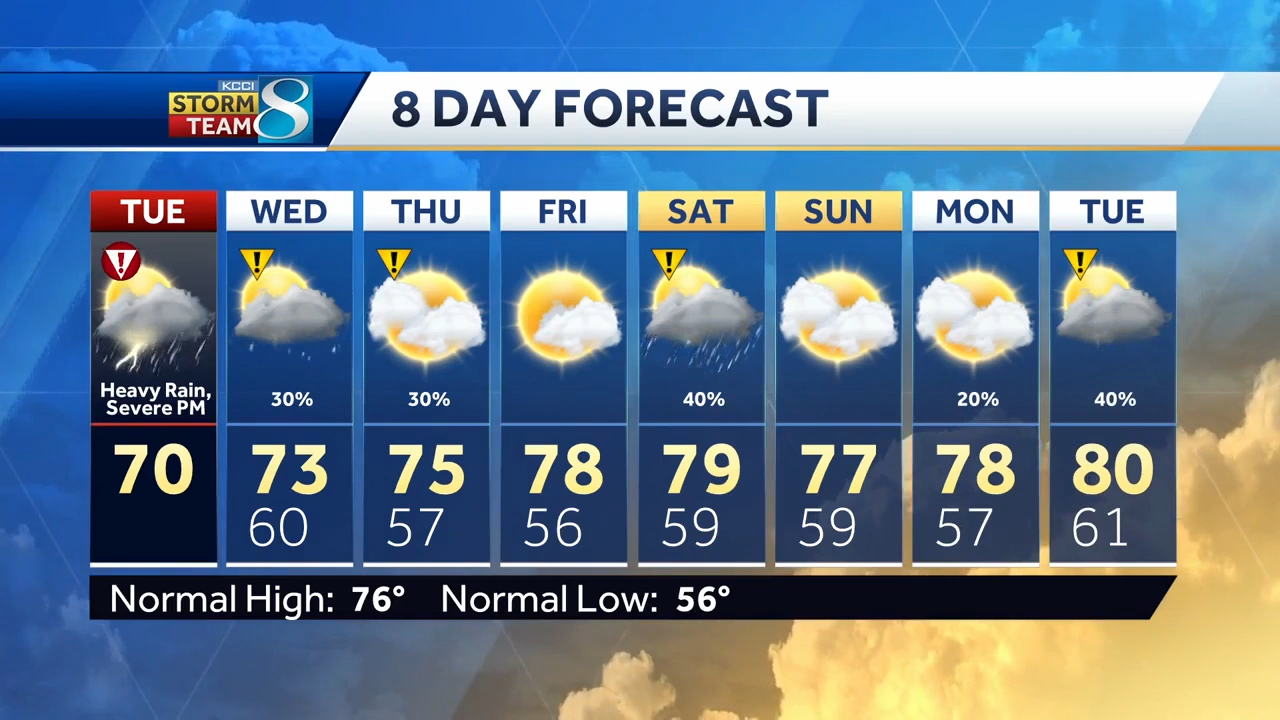 KCCI
STORM
TEAM 8
8 DAY FORECAST
TUE
!
Heavy Rain,
Severe PM
70
WED
!
30%
73
60
THU
!
30%
75
57
FRI
78
56
SAT
!
40%
79
59
SUN
77
59
MON
20%
78
57
TUE
!
40%
80
61
Normal High: 76° Normal Low: 56°